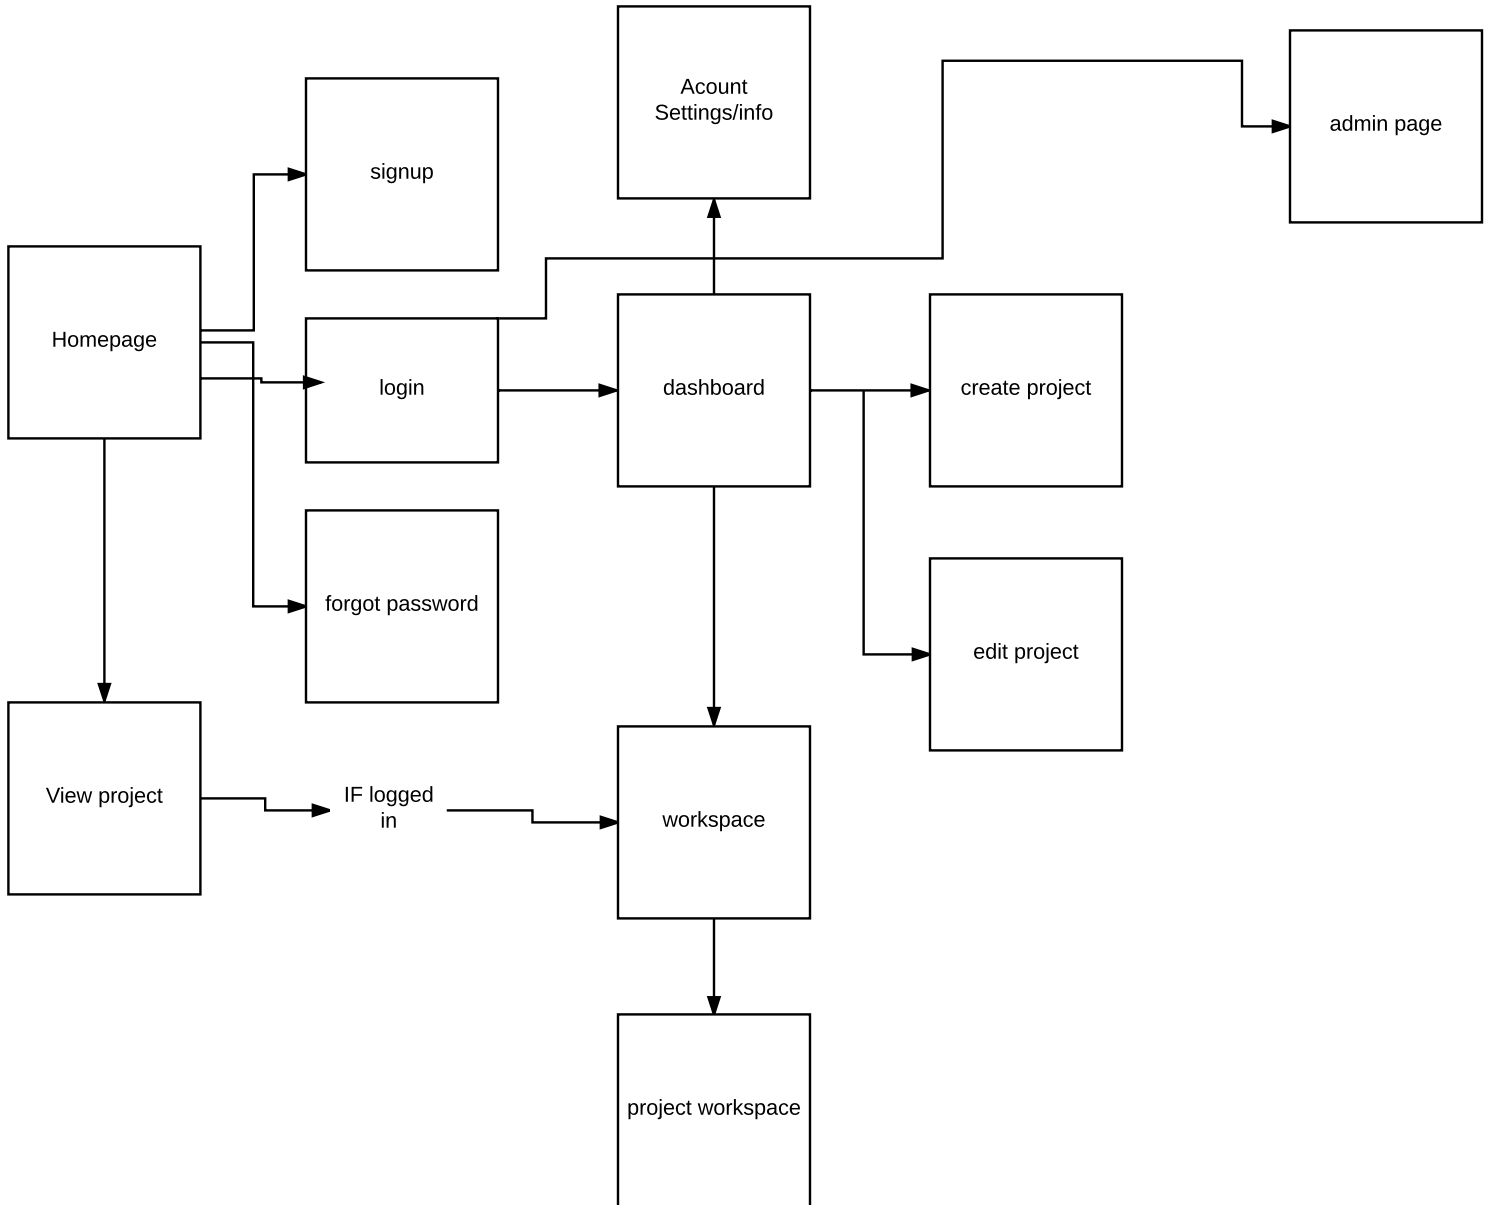 Acount
Settings/info
admin page
signup
Homepage
login
dashboard
create project
forgot password
edit project
View project
IF logged
in
workspace
project workspace